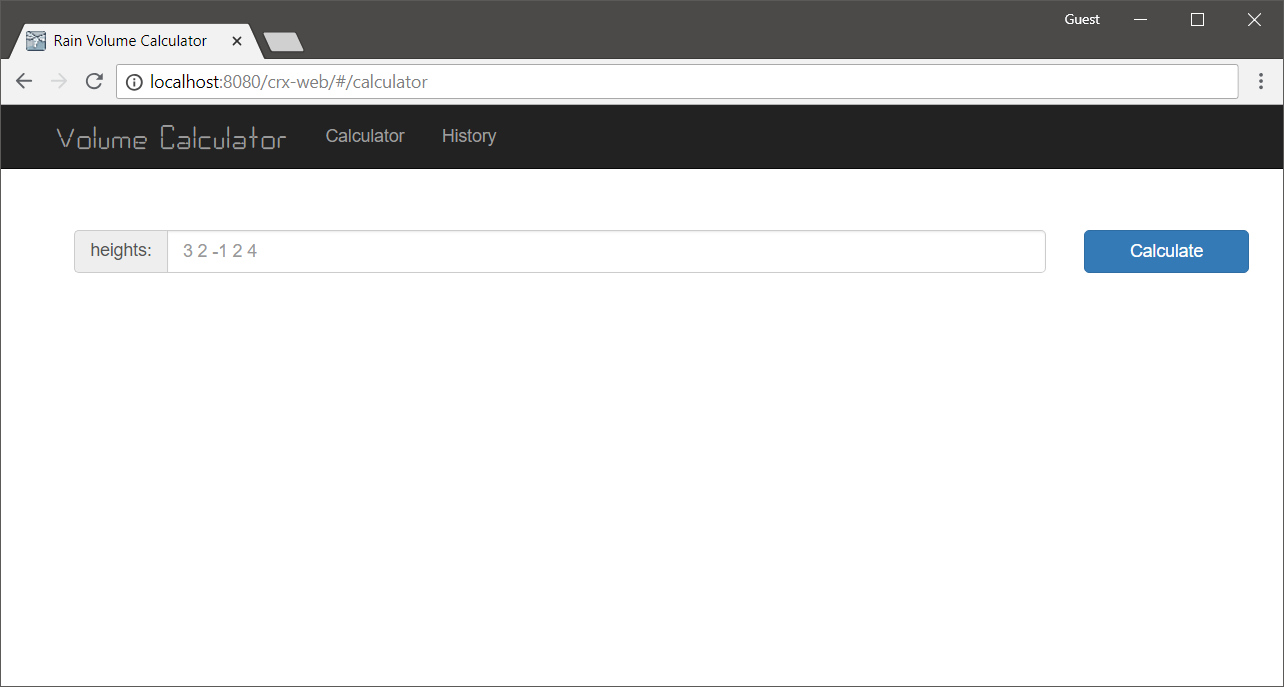 Guest
Rain Volume Calculator
localhost:8080/crx-web/#/calculator
Volume Calculator Calculator History
heights: 3 2 -1 2 4 Calculate